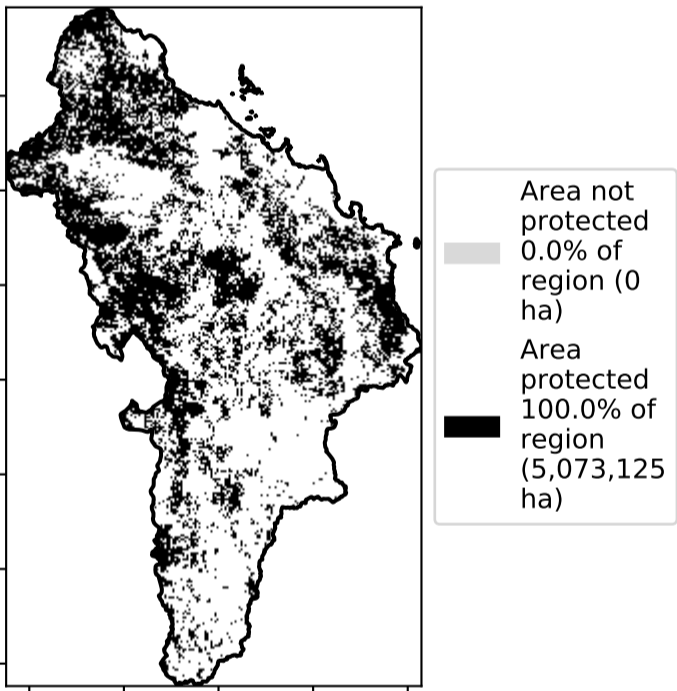 Area not
protected
0.0% of
region (0
ha)
Area
protected
100.0% of
region
(5,073,125
ha)